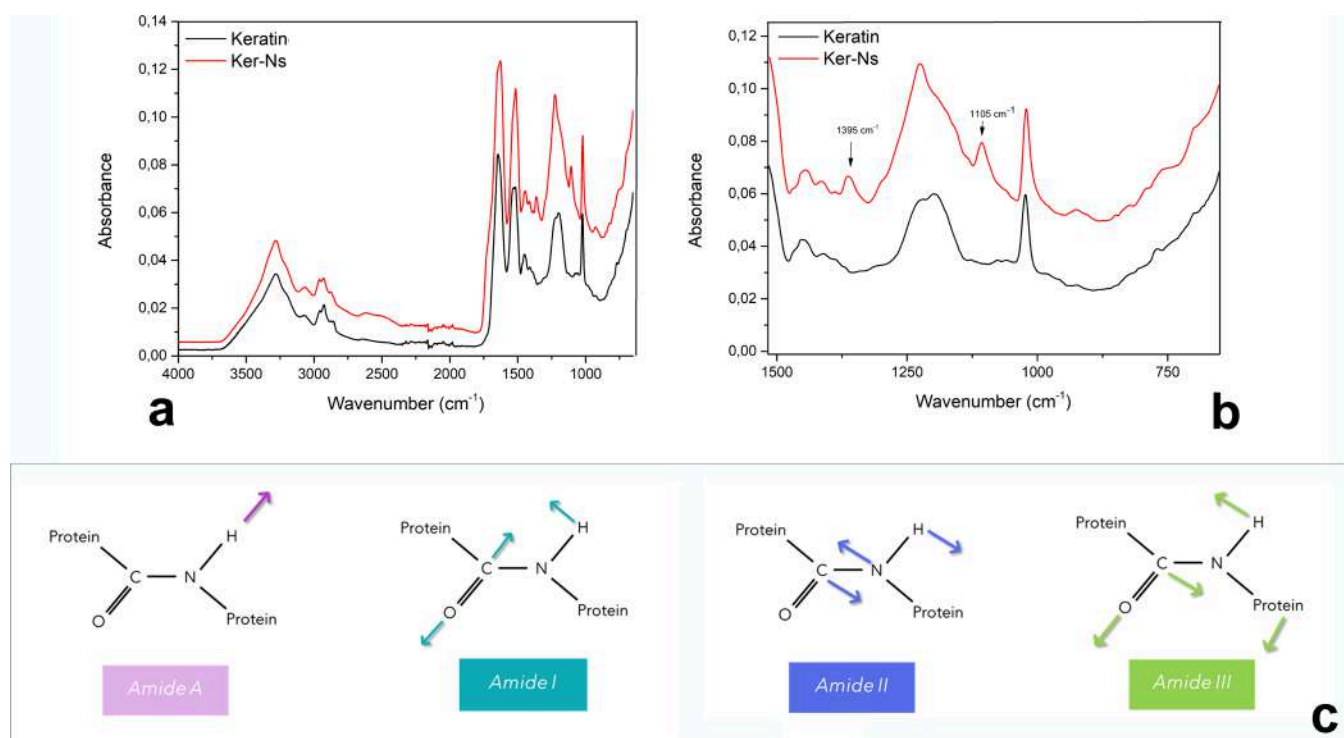 0,14
0,12
0,10
0,08
0,06
0,04
0,02
0,00
Absorbance
Keratin
Ker-Ns
4000 3500 3000 2500 2000 1500 1000
Wavenumber (cm-1)
a
0,12
0,10
0,08
0,06
0,04
0,02
0,00
Absorbance
Keratin
Ker-Ns
1395 cm-1
1105 cm-1
1500 1250 1000 750
Wavenumber (cm-1)
b
Protein
H
C
N
O
Protein
Amide A
Protein
H
C
N
O
Protein
Amide I
Protein
H
C
N
O
Protein
Amide II
Protein
H
C
N
O
Protein
Amide III
c